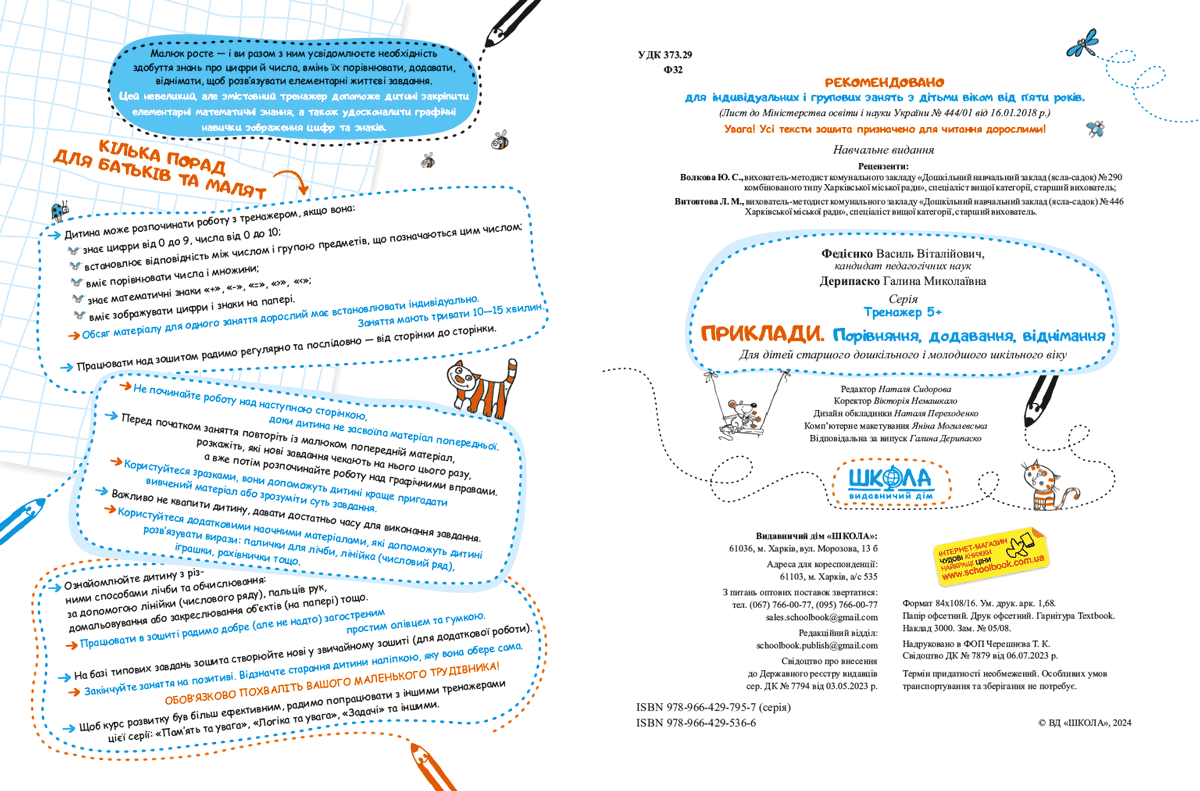 Малюк росте — і ви разом з ним усвідомлюєте необхідність
здобуття знань про цифри й числа, вмінь їх порівнювати, додавати,
віднімати, щоб розв'язувати елементарні життєві завдання.
Цей невеликий, але змістовний тренажер допоможе дитині закріпити
елементарні математичні знання, а також удосконалити графічні
навички зображення цифр та знаків.
КІЛЬКА ПОРАД
ДЛЯ БАТЬКІВ ТА МАЛЯТ
Дитина може розпочинати роботу з тренажером, якщо вона:
знає цифри від 0 до 9, числа від 0 до 10;
встановлює відповідність між числом і групою предметів, що позначаються цим числом;
вміє порівнювати числа і множини;
знає математичні знаки «+», «-», «=», «>», «<»;
вміє зображувати цифри і знаки на папері.
Обсяг матеріалу для одного заняття дорослий має встановлювати індивідуально.
Заняття мають тривати 10—15 хвилин.
Працювати над зошитом радимо регулярно та послідовно — від сторінки до сторінки.
Не починайте роботу над наступною сторінкою,
доки дитина не засвоїла матеріал попередньої.
Перед початком заняття повторіть із малюком попередній матеріал,
розкажіть, які нові завдання чекають на нього цього разу,
а вже потім розпочинайте роботу над графічними вправами.
Користуйтеся зразками, вони допоможуть дитині краще пригадати
вивчений матеріал або зрозуміти суть завдання.
Важливо не квапити дитину, давати достатньо часу для виконання завдання.
Користуйтеся додатковими наочними матеріалами, які допоможуть дитині
розв'язувати вирази: палички для лічби, лінійка (числовий ряд),
іграшки, рахівнички тощо.
Ознайомлюйте дитину з різ-
ними способами лічби та обчислювання:
за допомогою лінійки (числового ряду), пальців рук,
домальовування або закреслювання об'єктів (на папері) тощо.
Працювати в зошиті радимо добре (але не надто) загостреним
простим олівцем та гумкою.
На базі типових завдань зошита створюйте нові у звичайному зошиті (для додаткової роботи).
Закінчуйте заняття на позитиві. Відзначте старання дитини наліпкою, яку вона обере сама.
ОБОВ'ЯЗКОВО ПОХВАЛІТЬ ВАШОГО МАЛЕНЬКОГО ТРУДІВНИКА!
Щоб курс розвитку був більш ефективним, радимо попрацювати з іншими тренажерами
цієї серії: «Пам'ять та увага», «Логіка та увага», «Задачі» та іншими.
УДК 373.29
Ф32
РЕКОМЕНДОВАНО
для індивідуальних і групових занять з дітьми віком від п'яти років.
(Лист до Міністерства освіти і науки України № 444/01 від 16.01.2018 р.)
Увага! Усі тексти зошита призначено для читання дорослими!
Навчальне видання
Рецензенти:
Волкова Ю. С., вихователь-методист комунального закладу «Дошкільний навчальний заклад (ясла-садок) № 290
комбінованого типу Харківської міської ради», спеціаліст вищої категорії, старший вихователь;
Витовтова Л. М., вихователь-методист комунального закладу «Дошкільний навчальний заклад (ясла-садок) № 446
Харківської міської ради», спеціаліст вищої категорії, старший вихователь.
Федієнко Василь Віталійович,
кандидат педагогічних наук
Дерипаско Галина Миколаївна
Серія
Тренажер 5+
ПРИКЛАДИ. Порівняння, додавання, віднімання
Для дітей старшого дошкільного і молодшого шкільного віку
Редактор Наталя Сидорова
Коректор Вікторія Немашкало
Дизайн обкладинки Наталя Переходенко
Комп'ютерне макетування Яніна Могилевська
Відповідальна за випуск Галина Дерипаско
ШКОЛА
видавничий дім
Видавничий дім «ШКОЛА»:
61036, м. Харків, вул. Морозова, 13 б
Адреса для кореспонденції:
61103, м. Харків, а/с 535
З питань оптових поставок звертатися:
тел. (067) 766-00-77, (095) 766-00-77
sales.schoolbook@gmail.com
Редакційний відділ:
schoolbook.publish@gmail.com
Свідоцтво про внесення
до Державного реєстру видавців
сер. ДК № 7794 від 03.05.2023 р.
ISBN 978-966-429-795-7 (серія)
ISBN 978-966-429-536-6
ІНТЕРНЕТ-МАГАЗИН
ЧУДОВІ КНИЖКИ
НАЙКРАЩІ ЦІНИ
www.schoolbook.com.ua
Формат 84х108/16. Ум. друк. арк. 1,68.
Папір офсетний. Друк офсетний. Гарнітура Textbook.
Наклад 3000. Зам. № 05/08.
Надруковано в ФОП Черешнєва Т. К.
Свідоцтво ДК № 7879 від 06.07.2023 р.
Термін придатності необмежений. Особливих умов
транспортування та зберігання не потребує.
© ВД «ШКОЛА», 2024